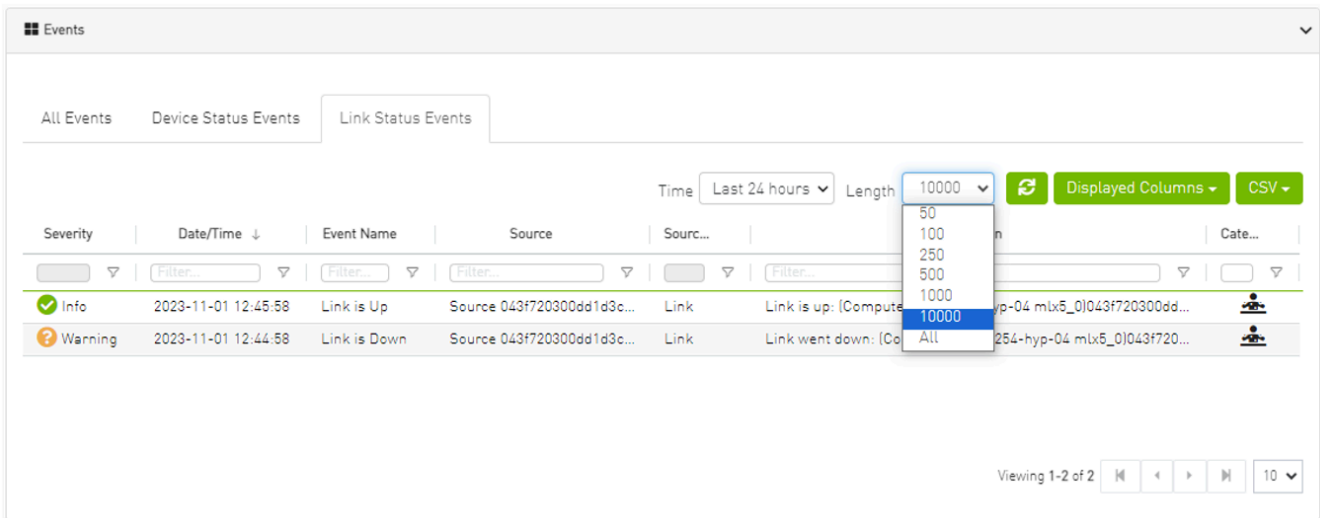 Events
All Events Device Status Events Link Status Events
Time Last 24 hours Length 10000 Displayed Columns CSV
50
100
250
500
1000
10000
All
Severity Date/Time ↓ Event Name Source Sourc... n Cate...
Filter... Filter... Filter... Filter...
Info 2023-11-01 12:45:58 Link is Up Source 043f720300dd1d3c... Link Link is up: (Compute yp-04 mlx5_0)043f720300dd...
Warning 2023-11-01 12:44:58 Link is Down Source 043f720300dd1d3c... Link Link went down: (Co 254-hyp-04 mlx5_0)043f720...
Viewing 1-2 of 2 10